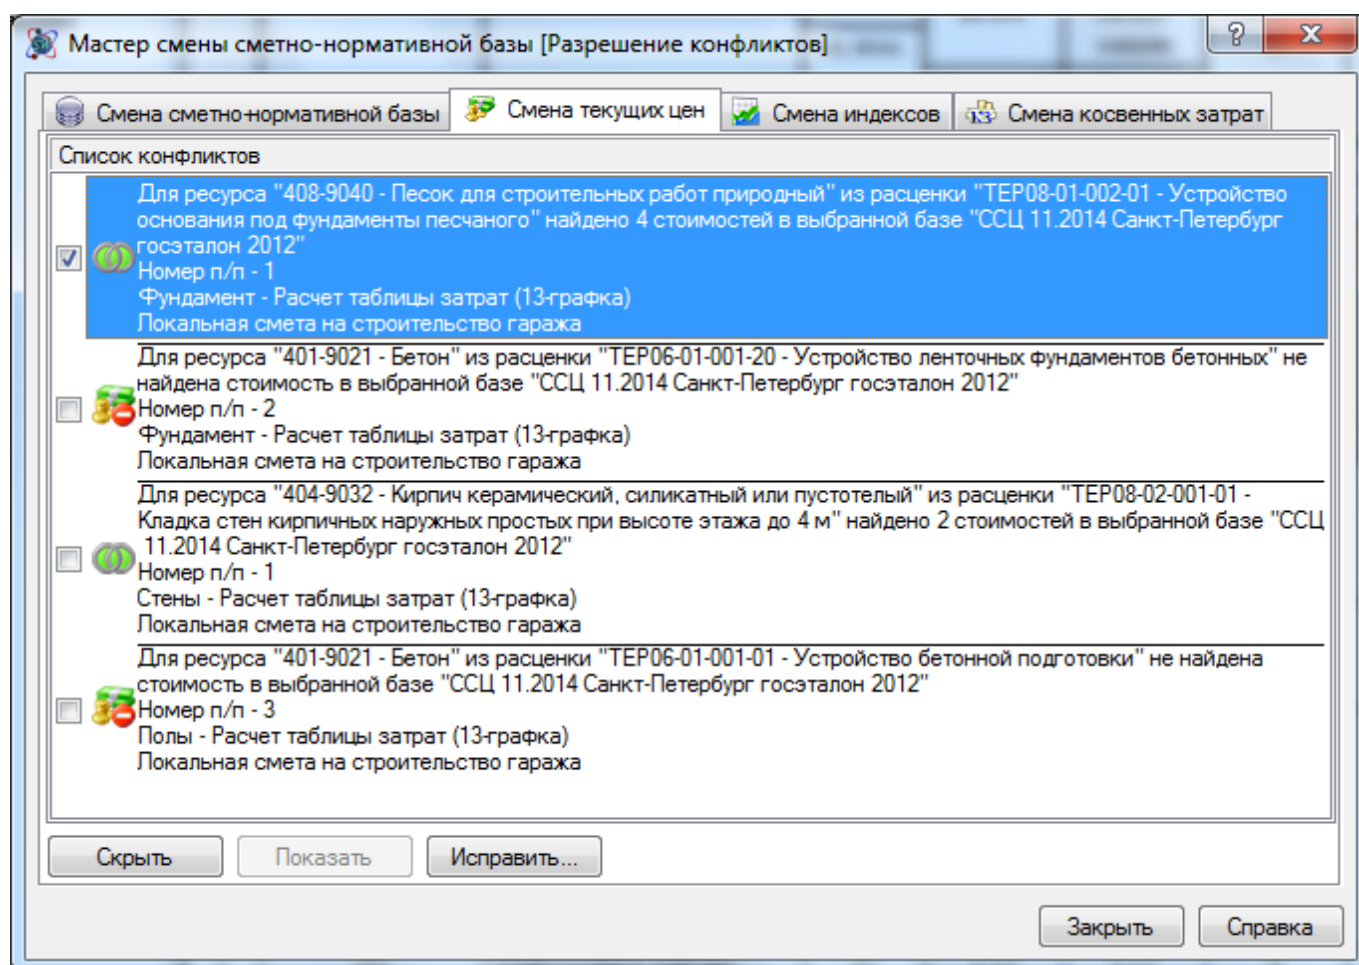 Мастер смены сметно-нормативной базы [Разрешение конфликтов]
Смена сметно-нормативной базы
Смена текущих цен
Смена индексов
Смена косвенных затрат
Список конфликтов
Для ресурса "408-9040 - Песок для строительных работ природный" из расценки "ТЕР08-01-002-01 - Устройство
основания под фундаменты песчаного" найдено 4 стоимостей в выбранной базе "ССЦ 11.2014 Санкт-Петербург
госэталон 2012"
Номер п/п - 1
Фундамент - Расчет таблицы затрат (13-графка)
Локальная смета на строительство гаража
Для ресурса "401-9021 - Бетон" из расценки "ТЕР06-01-001-20 - Устройство ленточных фундаментов бетонных" не
найдена стоимость в выбранной базе "ССЦ 11.2014 Санкт-Петербург госэталон 2012"
Номер п/п - 2
Фундамент - Расчет таблицы затрат (13-графка)
Локальная смета на строительство гаража
Для ресурса "404-9032 - Кирпич керамический, силикатный или пустотелый" из расценки "ТЕР08-02-001-01 -
Кладка стен кирпичных наружных простых при высоте этажа до 4 м" найдено 2 стоимостей в выбранной базе "ССЦ
11.2014 Санкт-Петербург госэталон 2012"
Номер п/п - 1
Стены - Расчет таблицы затрат (13-графка)
Локальная смета на строительство гаража
Для ресурса "401-9021 - Бетон" из расценки "ТЕР06-01-001-01 - Устройство бетонной подготовки" не найдена
стоимость в выбранной базе "ССЦ 11.2014 Санкт-Петербург госэталон 2012"
Номер п/п - 3
Полы - Расчет таблицы затрат (13-графка)
Локальная смета на строительство гаража
Скрыть
Показать
Исправить...
Закрыть
Справка